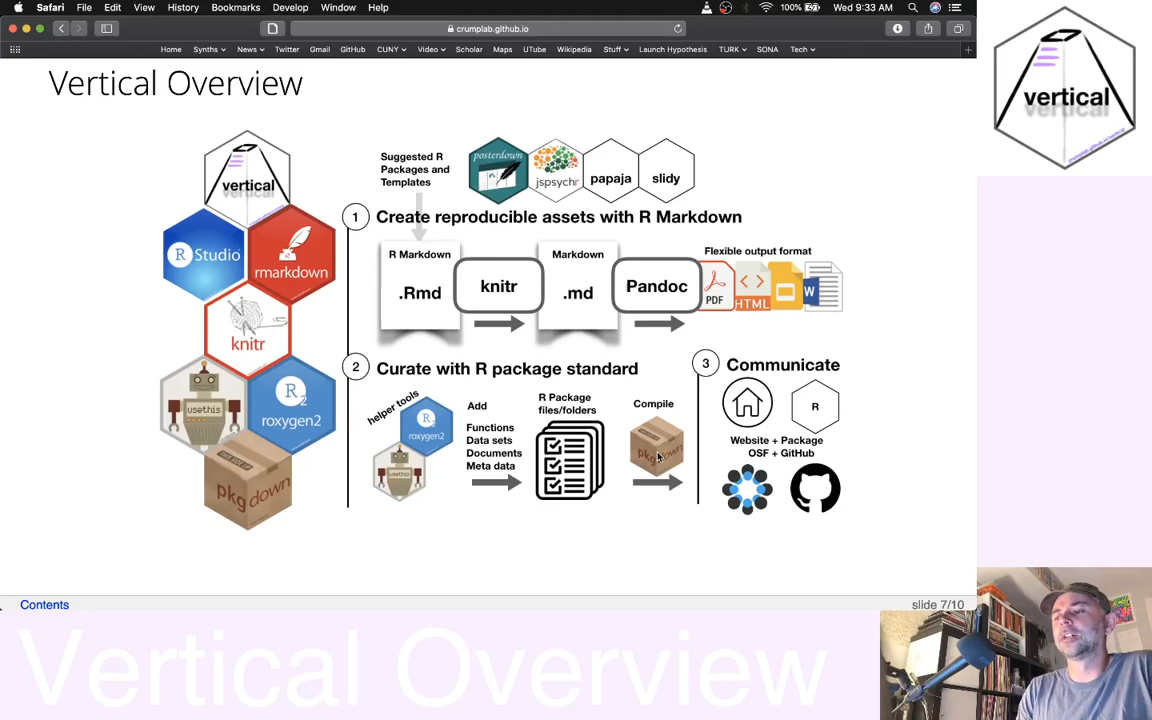 Safari File Edit View History Bookmarks Develop Window Help
100% Wed 9:33 AM
crumplab.github.io
Home Synths News Twitter Gmail GitHub CUNY Video Scholar Maps UTube Wikipedia Stuff Launch Hypothesis TURK SONA Tech
Vertical Overview
vertical
R Studio
rmarkdown
knitr
usethis
R
2
roxygen2
pkgdown
Suggested R
Packages and
Templates
posterdown
jspsychr
papaja
slidy
1 Create reproducible assets with R Markdown
R Markdown
.Rmd
knitr
Markdown
.md
Pandoc
Flexible output format
PDF
HTML
W
2 Curate with R package standard
helper tools
R
2
roxygen2
usethis
Add
Functions
Data sets
Documents
Meta data
R Package
files/folders
Compile
pkgdown
3 Communicate
R
Website + Package
OSF + GitHub
Contents
slide 7/10
vertical
crumplab.github.io/vertical
Vertical Overview